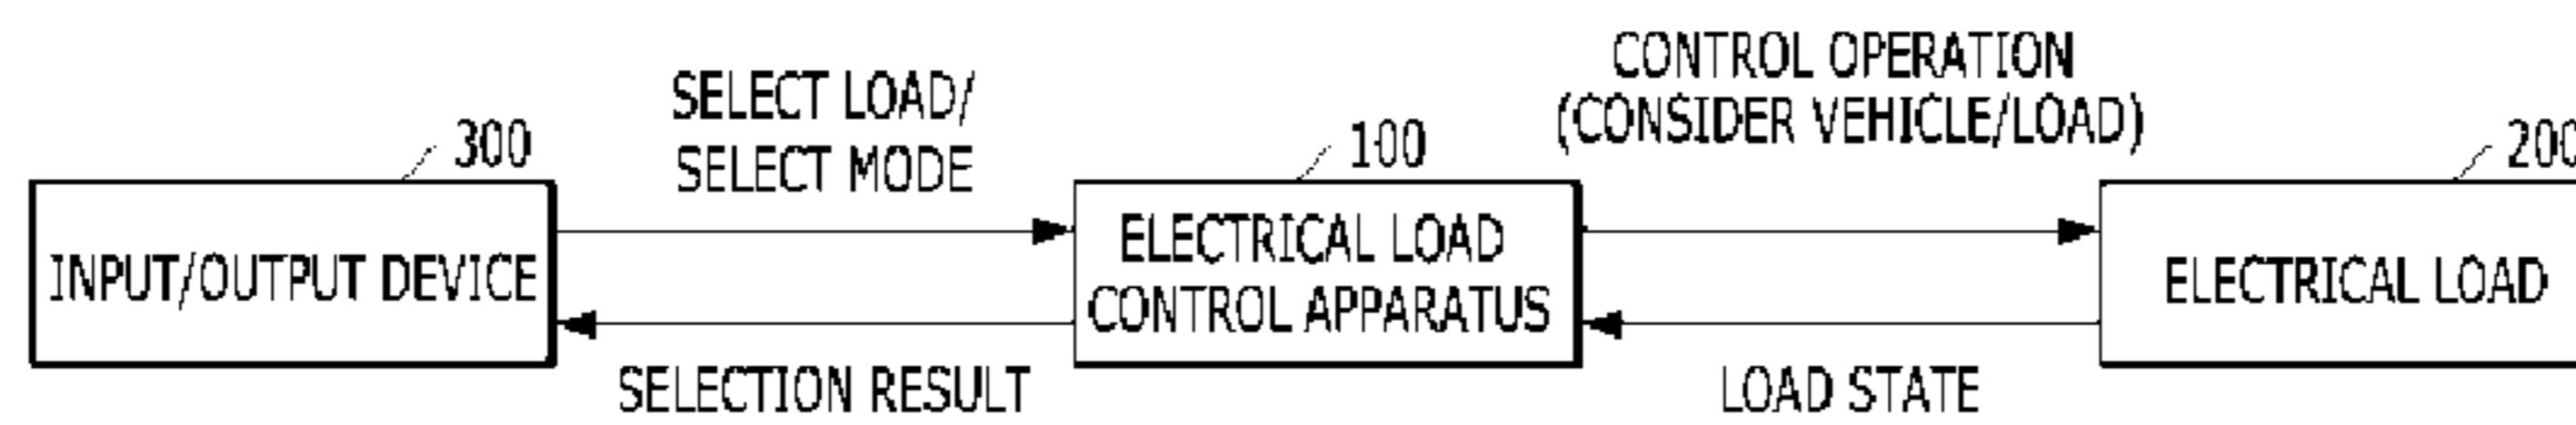 300
SELECT LOAD/
SELECT MODE
100
CONTROL OPERATION
(CONSIDER VEHICLE/LOAD)
200
INPUT/OUTPUT DEVICE
ELECTRICAL LOAD
CONTROL APPARATUS
ELECTRICAL LOAD
SELECTION RESULT
LOAD STATE